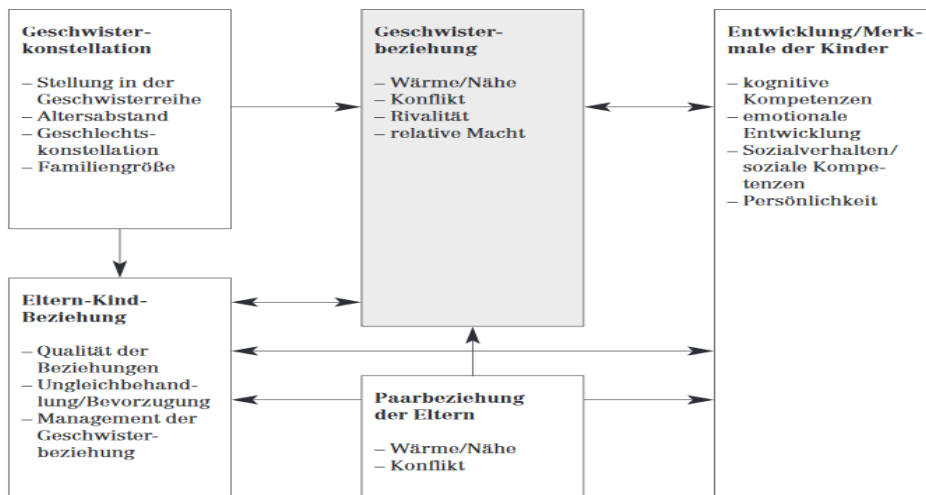 Geschwister-
konstellation
– Stellung in der
Geschwisterreihe
– Altersabstand
– Geschlechts-
konstellation
– Familiengröße
Geschwister-
beziehung
– Wärme/Nähe
– Konflikt
– Rivalität
– relative Macht
Entwicklung/Merk-
male der Kinder
– kognitive
Kompetenzen
– emotionale
Entwicklung
– Sozialverhalten/
soziale Kompe-
tenzen
– Persönlichkeit
Eltern-Kind-
Beziehung
– Qualität der
Beziehungen
– Ungleichbehand-
lung/Bevorzugung
– Management der
Geschwister-
beziehung
Paarbeziehung
der Eltern
– Wärme/Nähe
– Konflikt